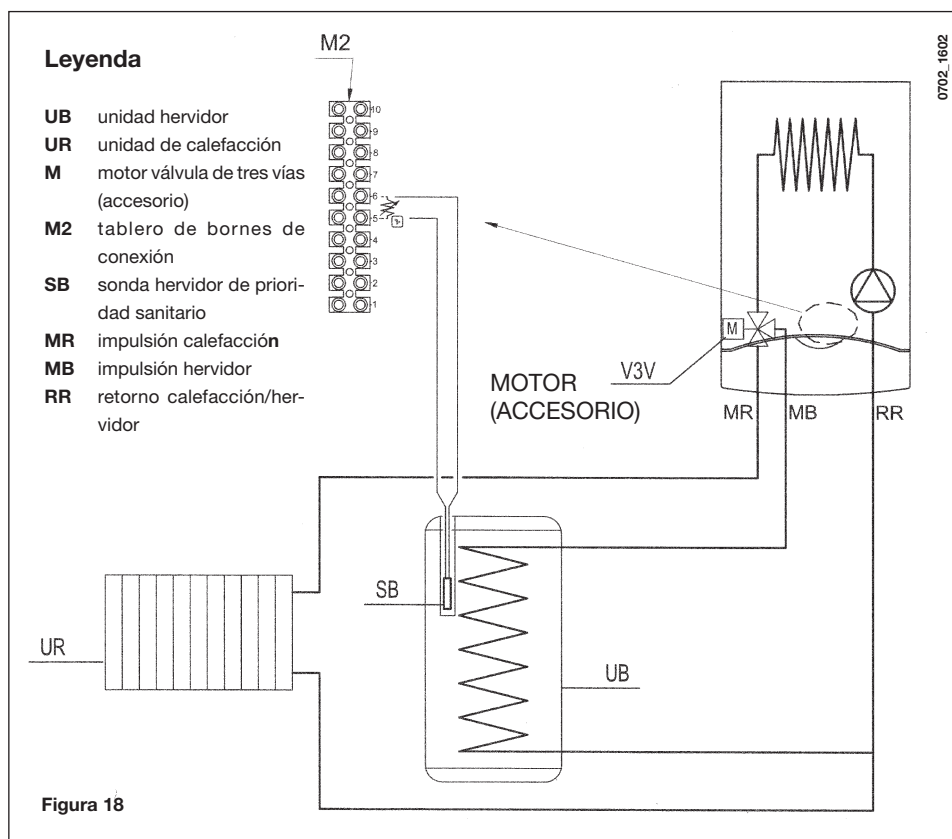 Leyenda
UB unidad hervidor
UR unidad de calefacción
M motor válvula de tres vías
(accesorio)
M2 tablero de bornes de
conexión
SB sonda hervidor de priori-
dad sanitario
MR impulsión calefacción
MB impulsión hervidor
RR retorno calefacción/her-
vidor
M2
10
9
8
7
6
5
4
3
2
1
0702_1602
M
V3V
MOTOR
(ACCESORIO)
MR MB RR
SB
UR
UB
Figura 18